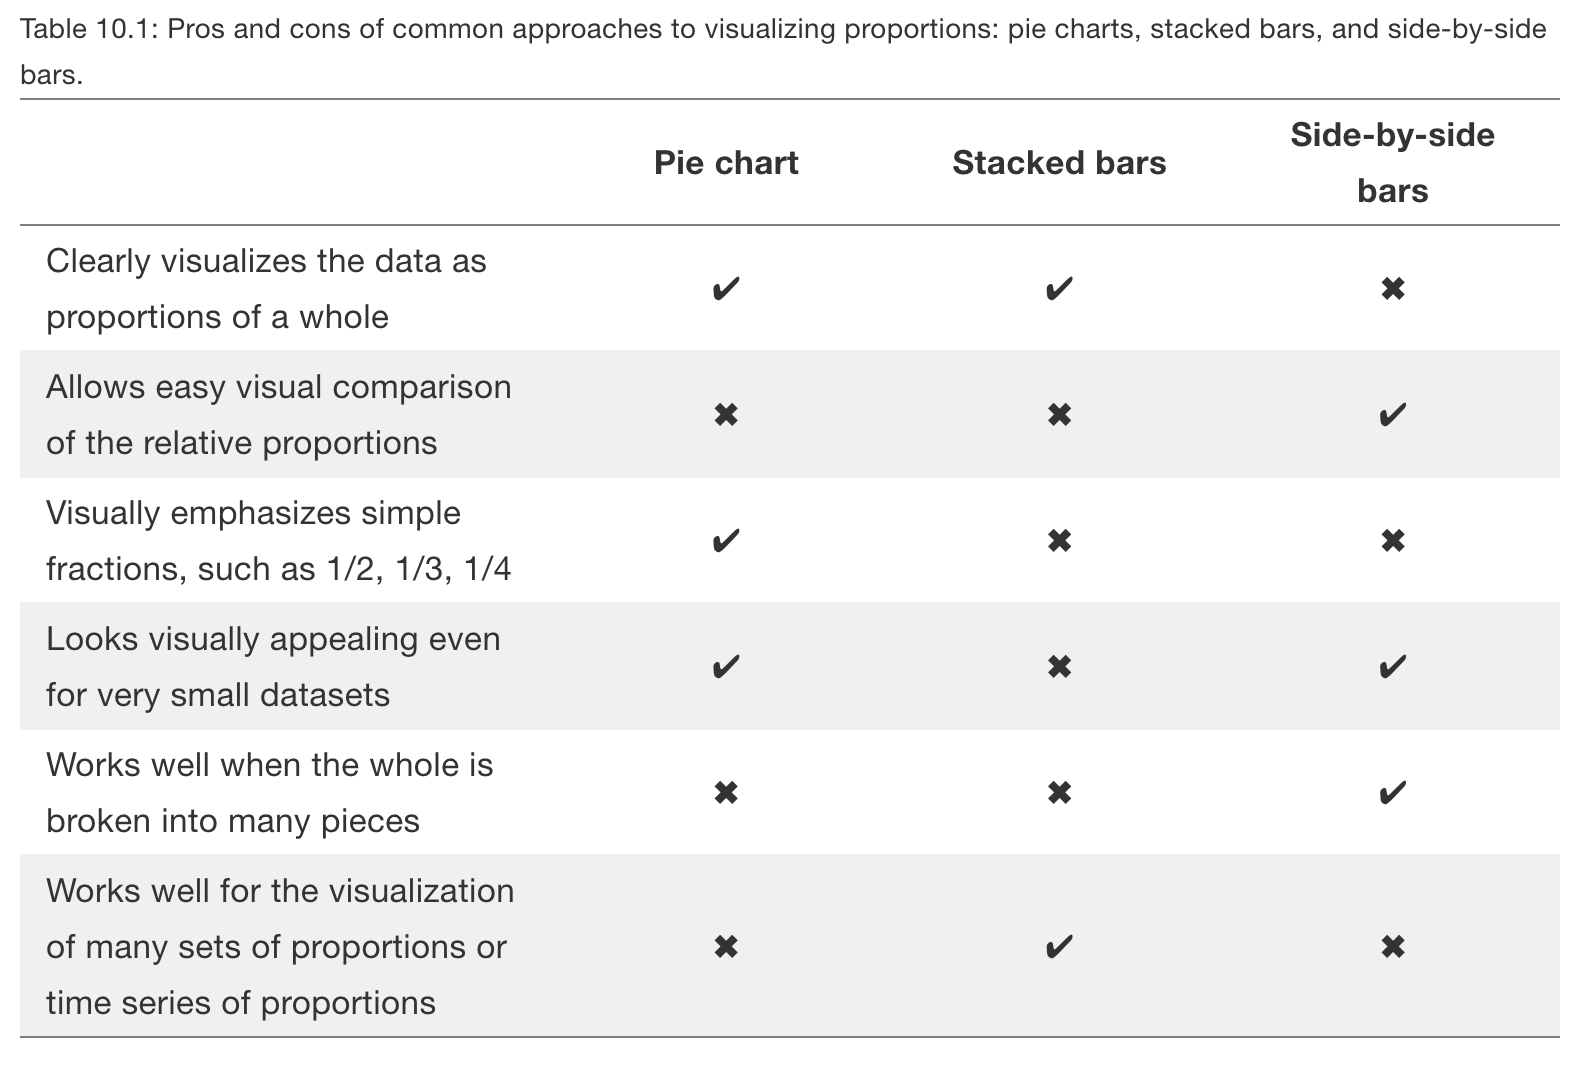 Table 10.1: Pros and cons of common approaches to visualizing proportions: pie charts, stacked bars, and side-by-side
bars.
Pie chart
Stacked bars
Side-by-side
bars
Clearly visualizes the data as
proportions of a whole
✔ ✔ ✖
Allows easy visual comparison
of the relative proportions
✖ ✖ ✔
Visually emphasizes simple
fractions, such as 1/2, 1/3, 1/4
✔ ✖ ✖
Looks visually appealing even
for very small datasets
✔ ✖ ✔
Works well when the whole is
broken into many pieces
✖ ✖ ✔
Works well for the visualization
of many sets of proportions or
time series of proportions
✖ ✔ ✖